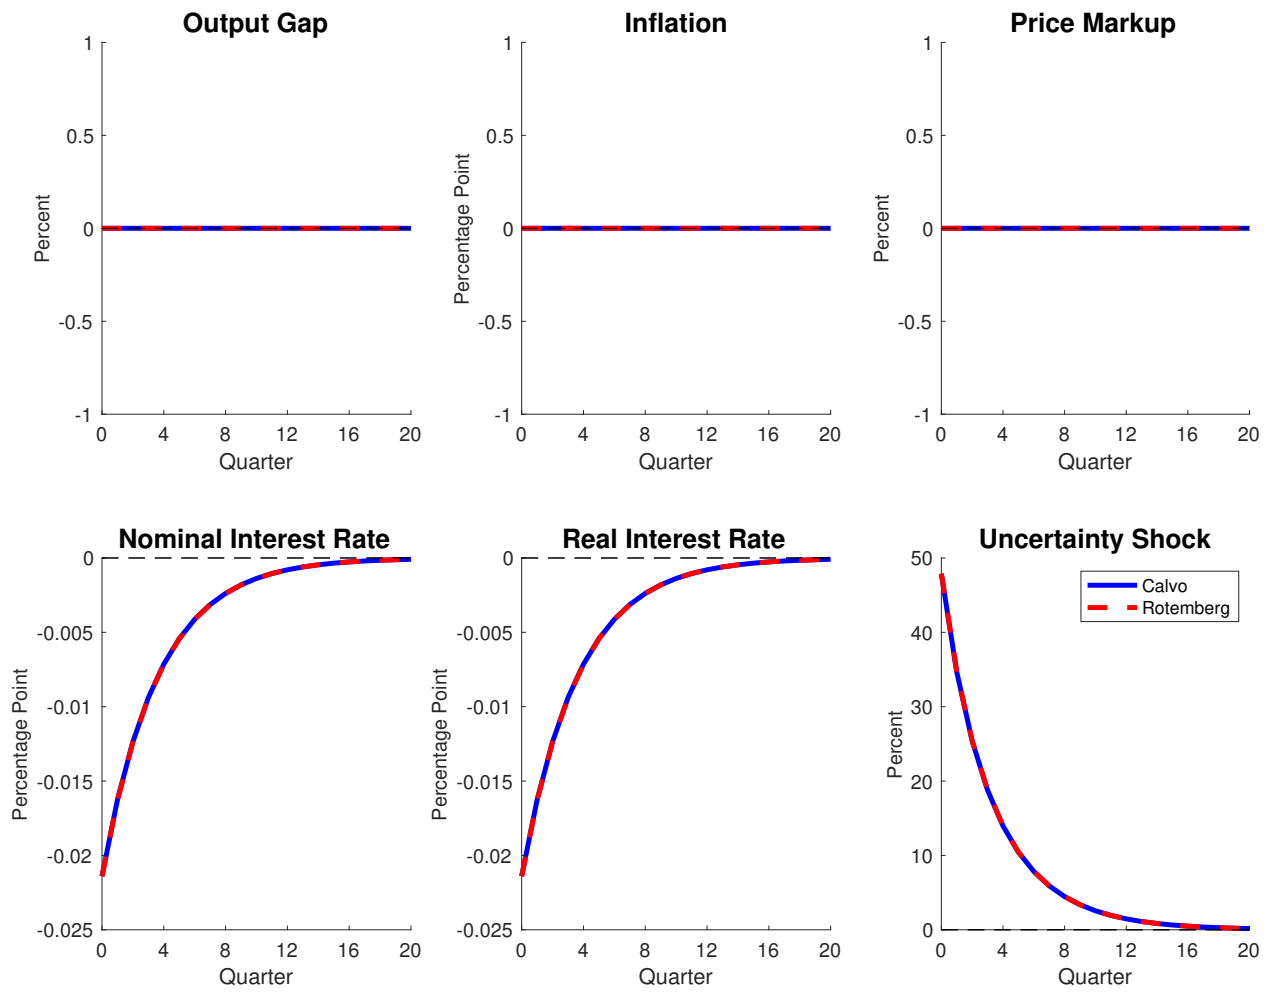 Output Gap
1
0.5
0
-0.5
-1
Percent
0 4 8 12 16 20
Quarter
Inflation
1
0.5
0
-0.5
-1
Percentage Point
0 4 8 12 16 20
Quarter
Price Markup
1
0.5
0
-0.5
-1
Percent
0 4 8 12 16 20
Quarter
Nominal Interest Rate
0
-0.005
-0.01
-0.015
-0.02
-0.025
Percentage Point
0 4 8 12 16 20
Quarter
Real Interest Rate
0
-0.005
-0.01
-0.015
-0.02
-0.025
Percentage Point
0 4 8 12 16 20
Quarter
Uncertainty Shock
50
40
30
20
10
0
Percent
Calvo
Rotemberg
0 4 8 12 16 20
Quarter